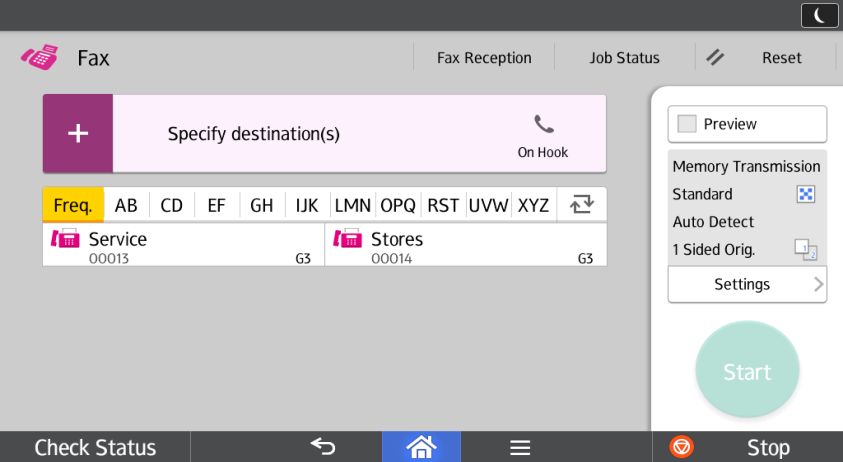 Fax
Fax Reception
Job Status
Reset
+
Specify destination(s)
On Hook
Freq. AB CD EF GH IJK LMN OPQ RST UVW XYZ
Service
00013 G3
Stores
00014 G3
Preview
Memory Transmission
Standard
Auto Detect
1 Sided Orig.
1 2
Settings
Start
Check Status
Stop